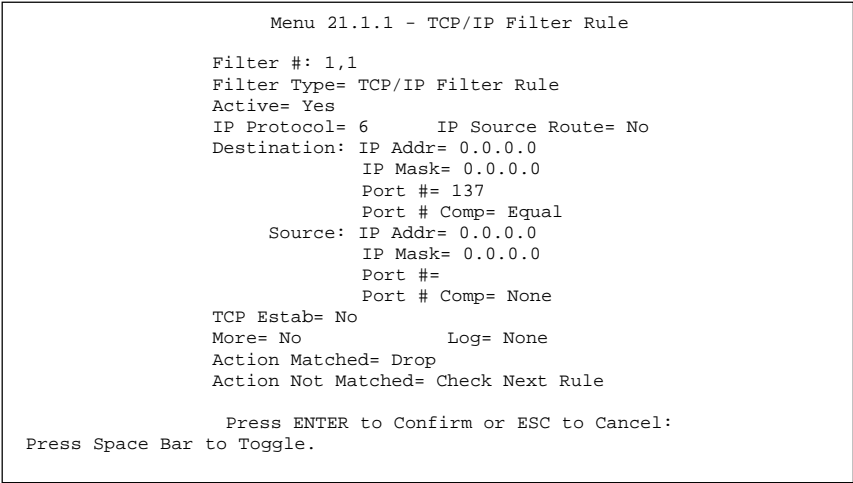 Menu 21.1.1 - TCP/IP Filter Rule
Filter #: 1,1
Filter Type= TCP/IP Filter Rule
Active= Yes
IP Protocol= 6 IP Source Route= No
Destination: IP Addr= 0.0.0.0
IP Mask= 0.0.0.0
Port #= 137
Port # Comp= Equal
Source: IP Addr= 0.0.0.0
IP Mask= 0.0.0.0
Port #=
Port # Comp= None
TCP Estab= No
More= No Log= None
Action Matched= Drop
Action Not Matched= Check Next Rule
Press ENTER to Confirm or ESC to Cancel:
Press Space Bar to Toggle.